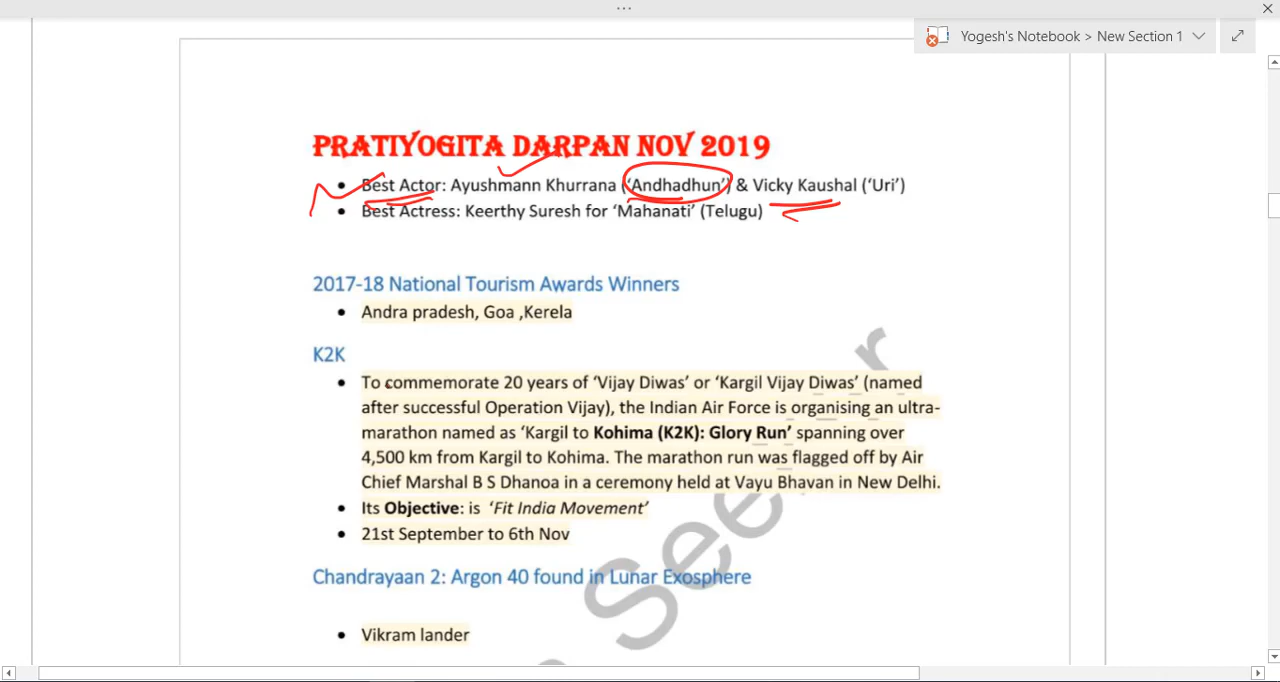 Yogesh's Notebook > New Section 1
PRATIYOGITA DARPAN NOV 2019
• Best Actor: Ayushmann Khurrana ('Andhadhun') & Vicky Kaushal ('Uri')
• Best Actress: Keerthy Suresh for 'Mahanati' (Telugu)
2017-18 National Tourism Awards Winners
• Andra pradesh, Goa ,Kerela
K2K
• To commemorate 20 years of 'Vijay Diwas' or 'Kargil Vijay Diwas' (named
after successful Operation Vijay), the Indian Air Force is organising an ultra-
marathon named as 'Kargil to Kohima (K2K): Glory Run' spanning over
4,500 km from Kargil to Kohima. The marathon run was flagged off by Air
Chief Marshal B S Dhanoa in a ceremony held at Vayu Bhavan in New Delhi.
• Its Objective: is 'Fit India Movement'
• 21st September to 6th Nov
Chandrayaan 2: Argon 40 found in Lunar Exosphere
• Vikram lander